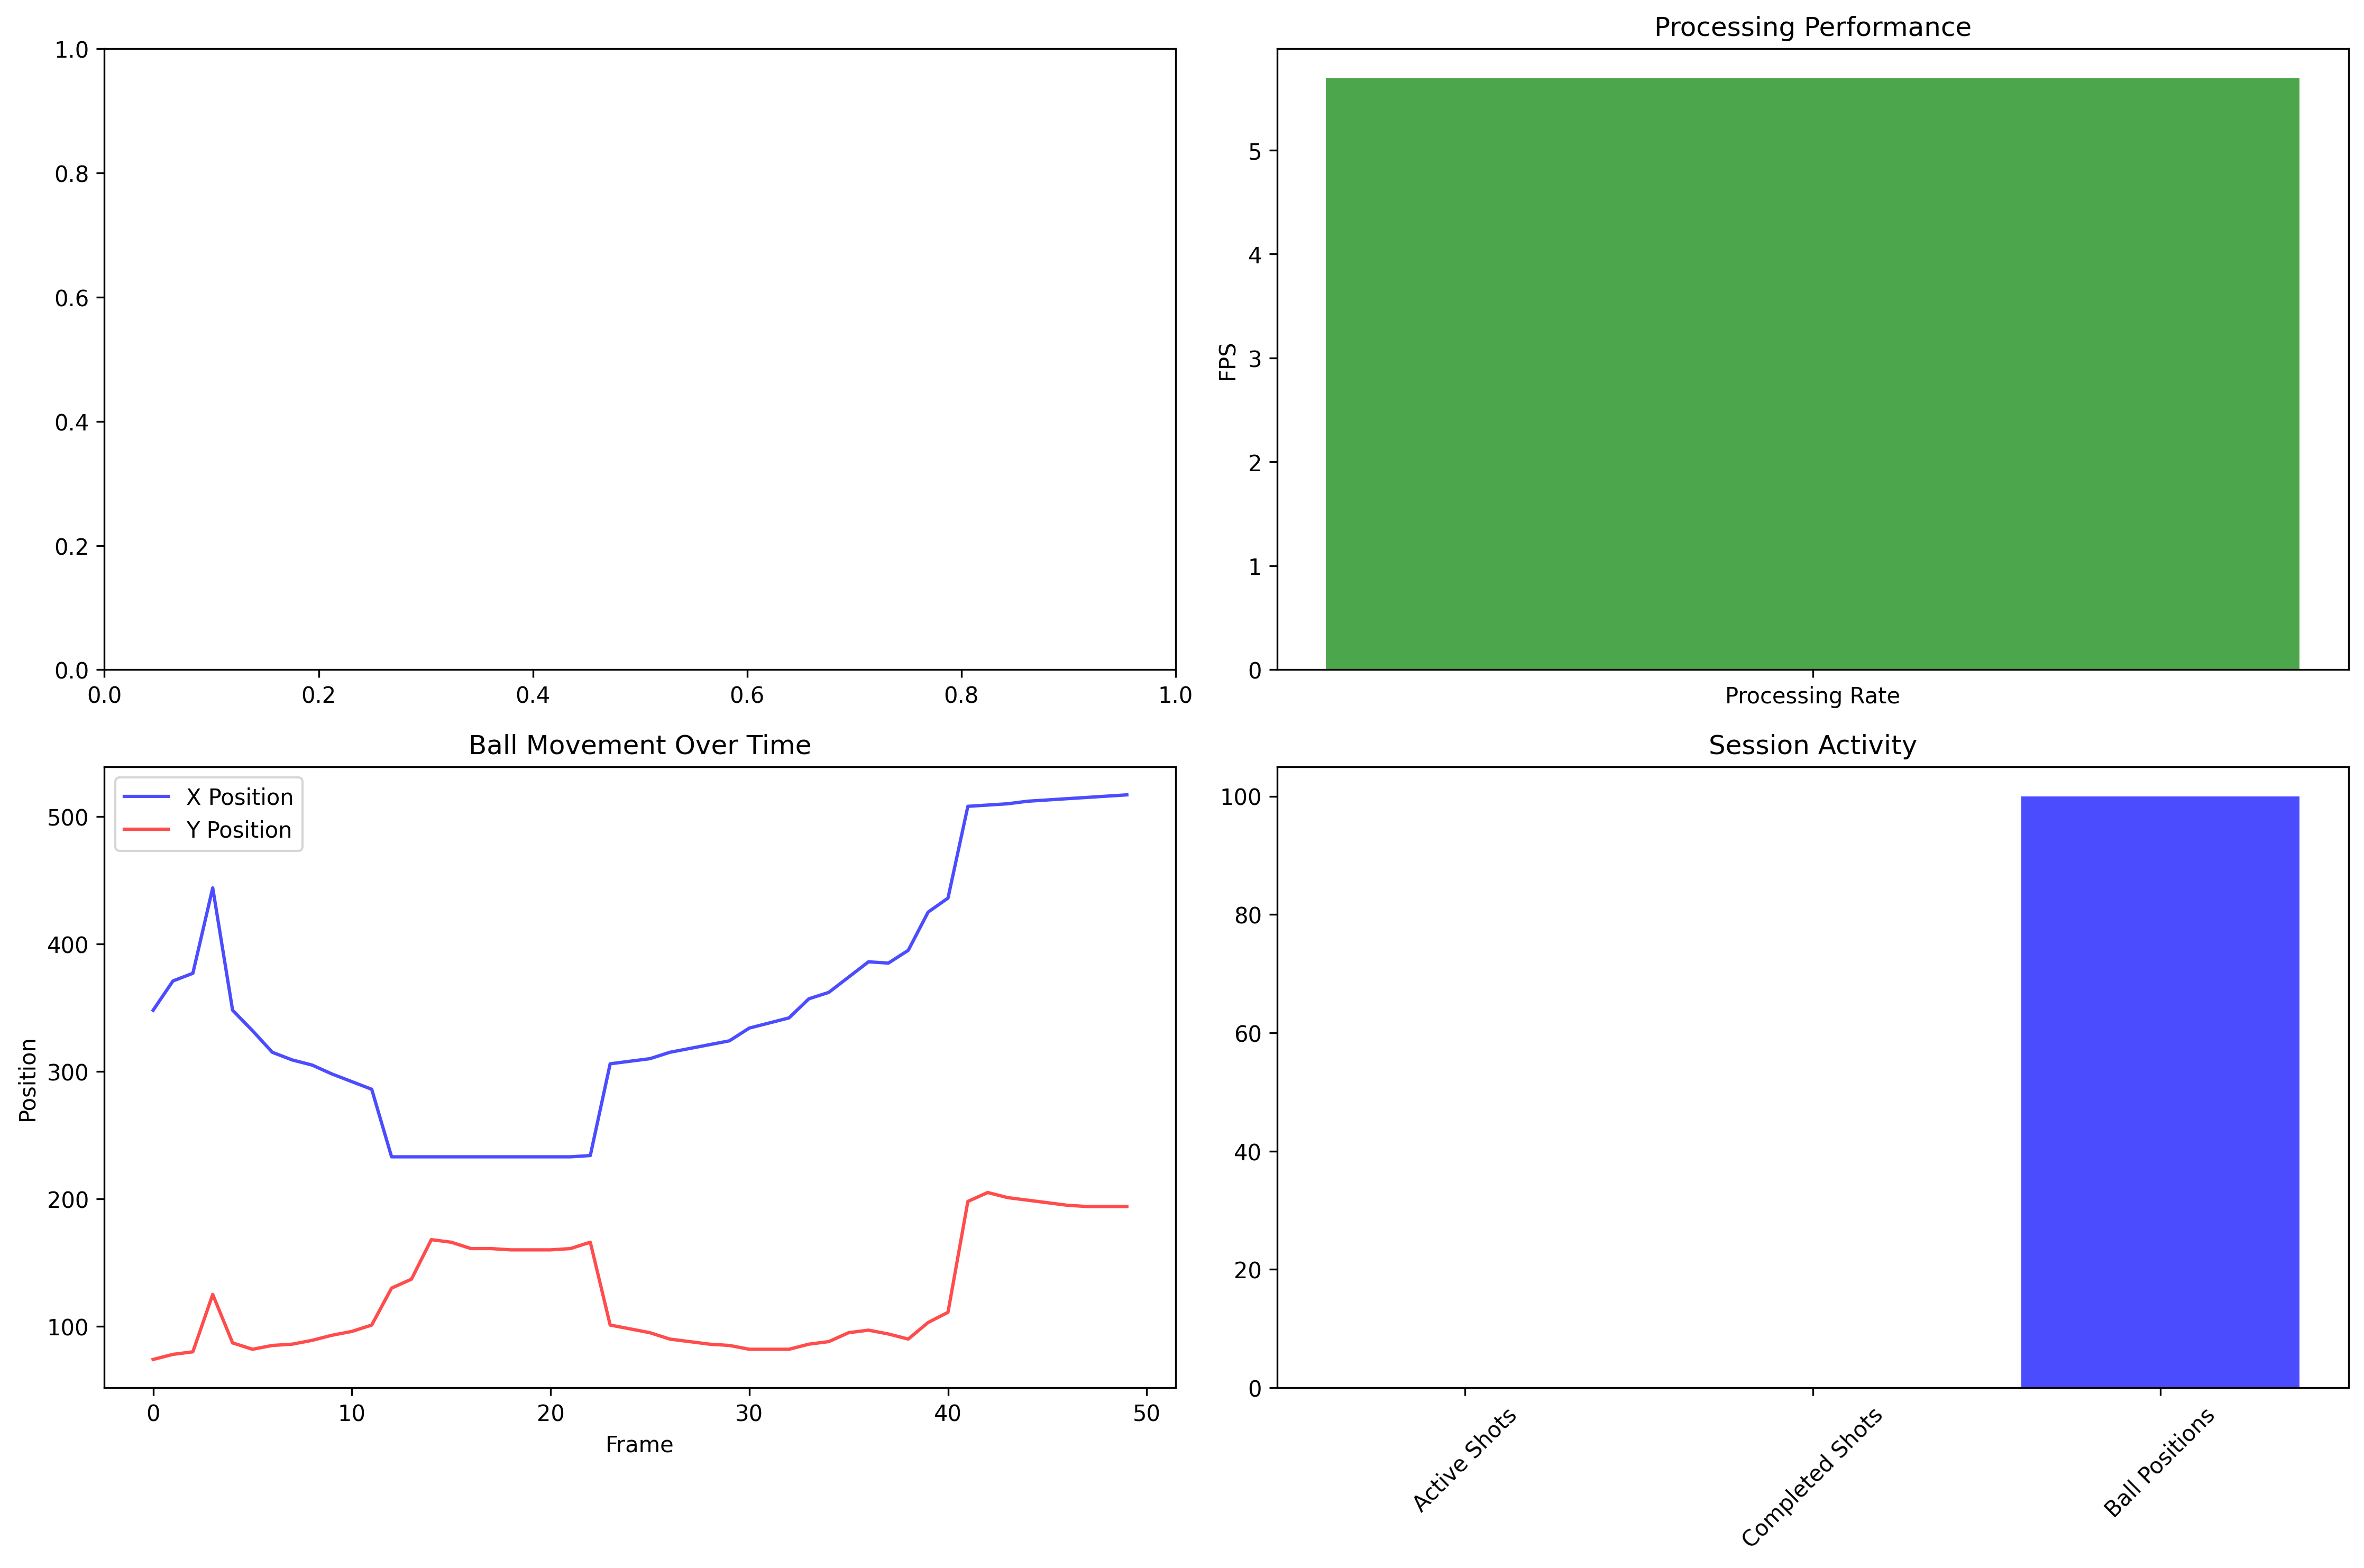 1.0
0.8
0.6
0.4
0.2
0.0
0.0 0.2 0.4 0.6 0.8 1.0
Processing Performance
FPS
5
4
3
2
1
0
Processing Rate
Ball Movement Over Time
X Position
Y Position
Position
500
400
300
200
100
0 10 20 30 40 50
Frame
Session Activity
100
80
60
40
20
0
Active Shots
Completed Shots
Ball Positions